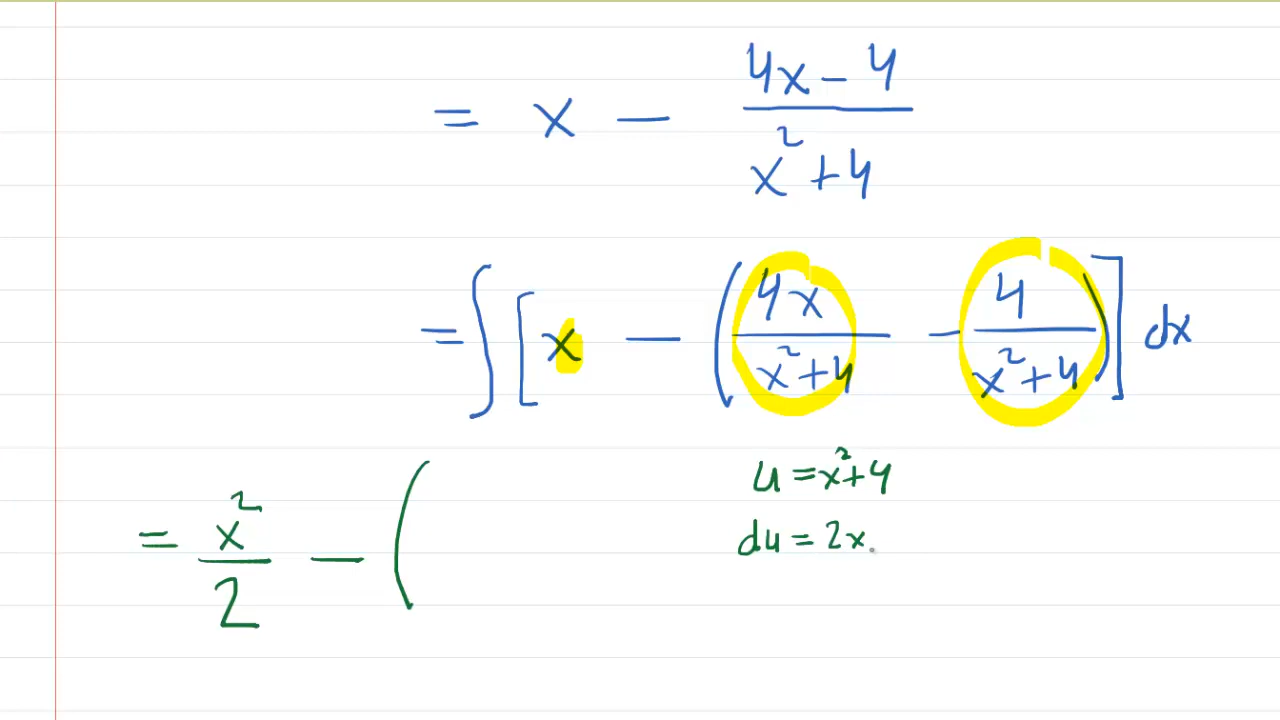 = x - (4x - 4)/(x² + 4)
= ∫ [x - (4x/(x² + 4) - 4/(x² + 4))] dx
u = x² + 4
= x²/2 - (
du = 2x